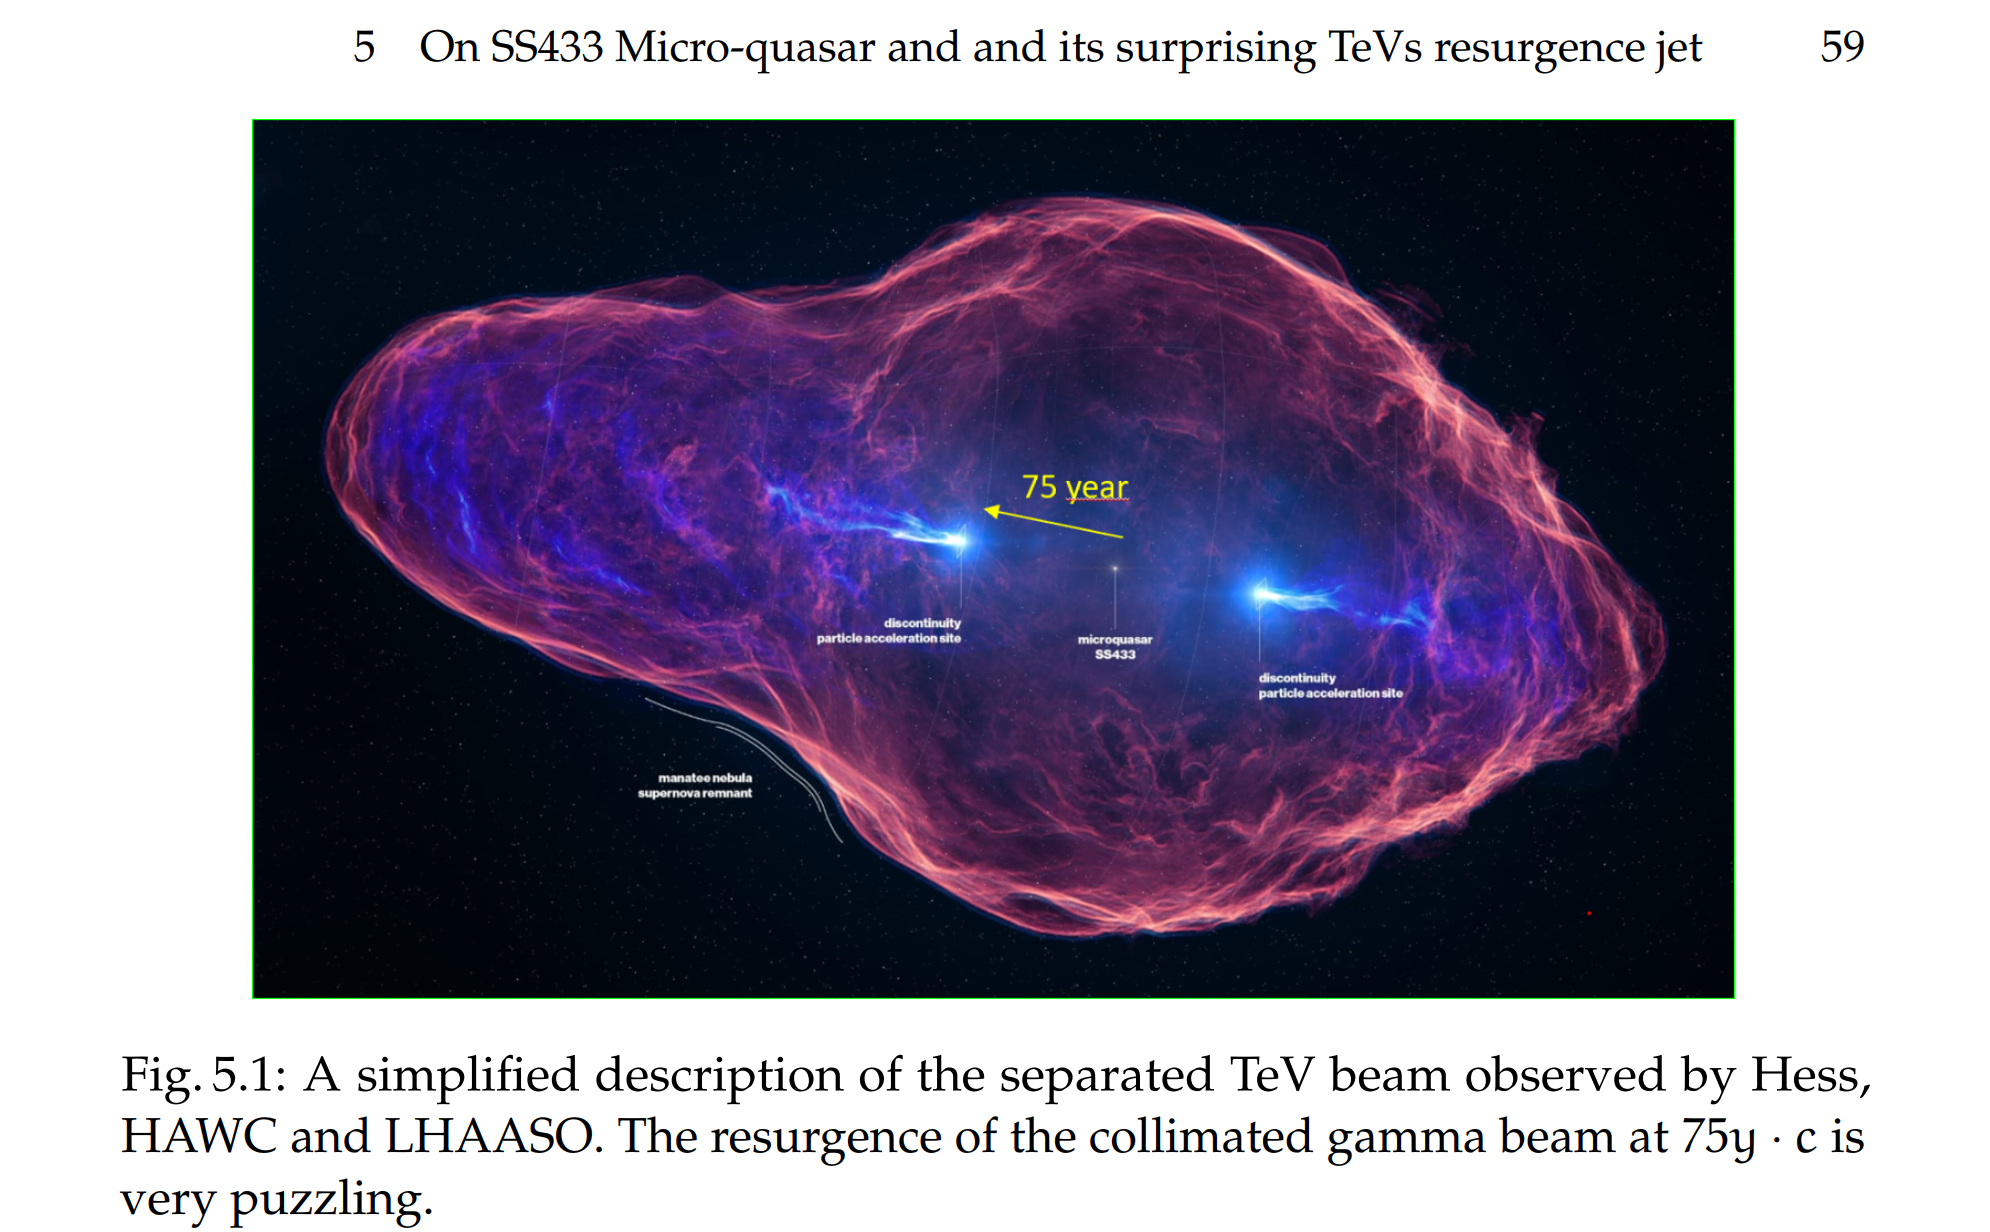 5 On SS433 Micro-quasar and and its surprising TeVs resurgence jet 59
75 year
discontinuity
particle acceleration site
microquasar
SS433
discontinuity
particle acceleration site
manatee nebula
supernova remnant
Fig. 5.1: A simplified description of the separated TeV beam observed by Hess,
HAWC and LHAASO. The resurgence of the collimated gamma beam at 75y · c is
very puzzling.